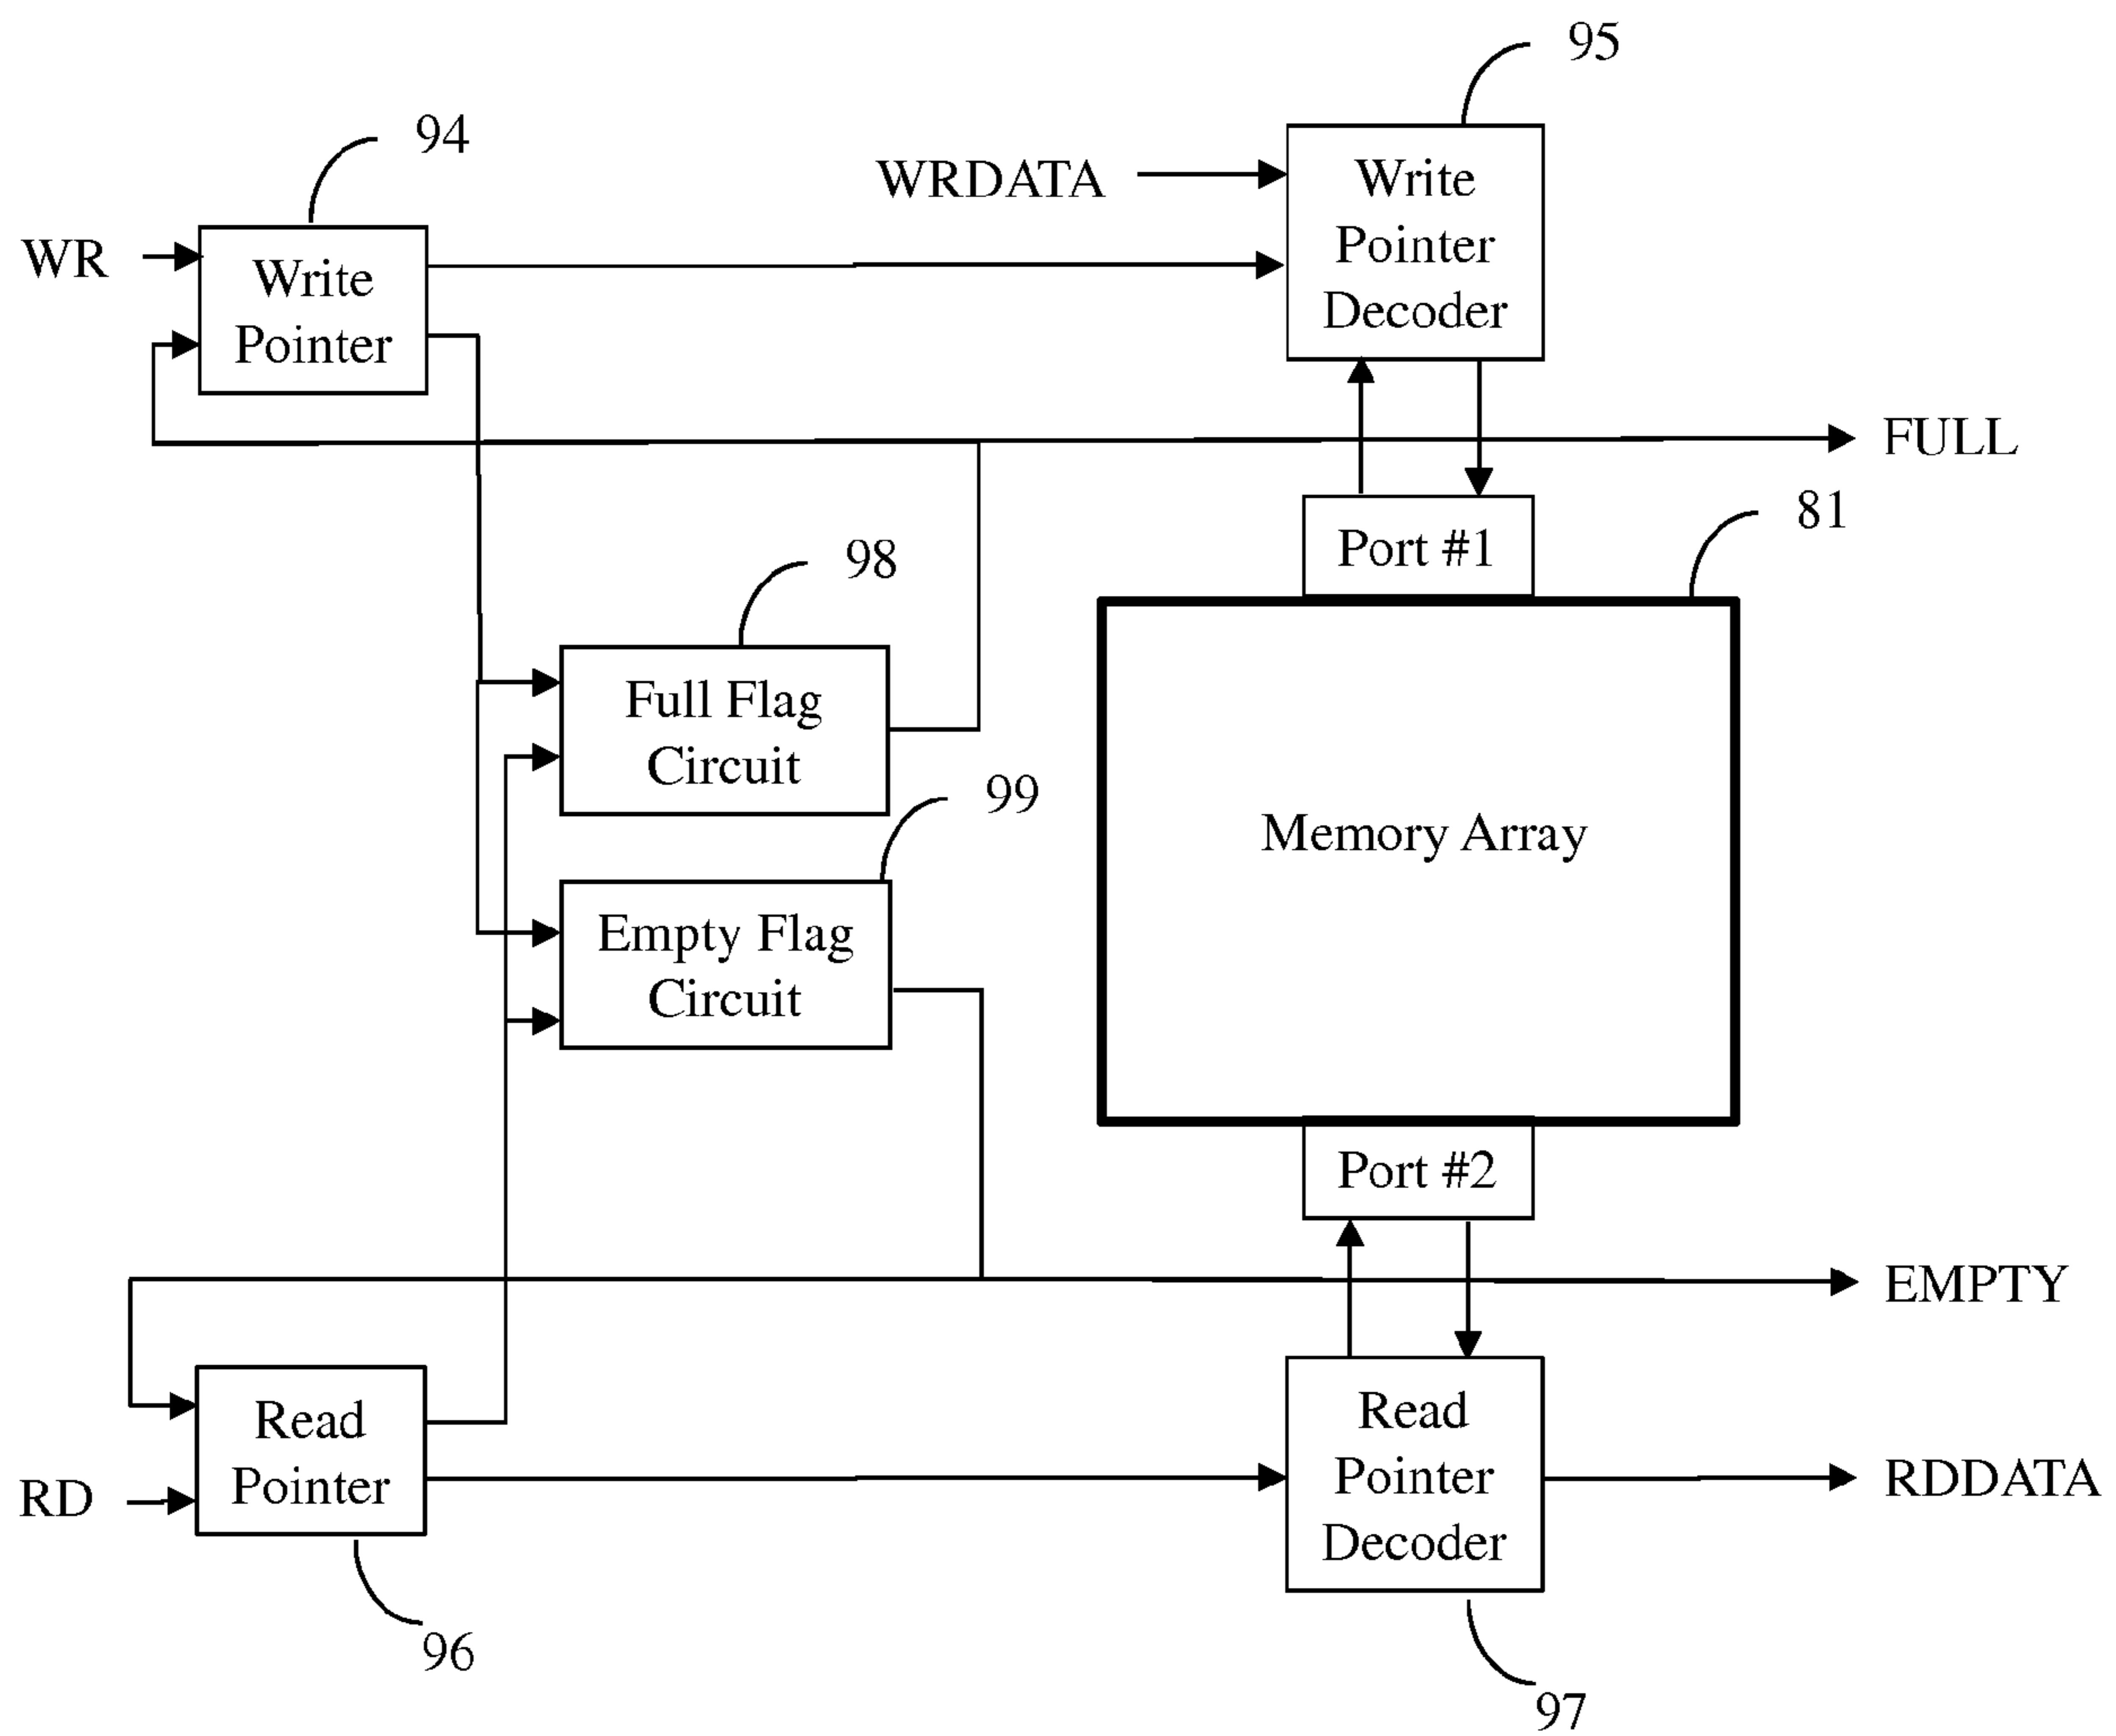 95
94
WRDATA
Write
Pointer
Decoder
WR
Write
Pointer
FULL
81
Port #1
98
Full Flag
Circuit
99
Memory Array
Empty Flag
Circuit
Port #2
EMPTY
Read
Pointer
RD
Read
Pointer
Decoder
RDDATA
96
97